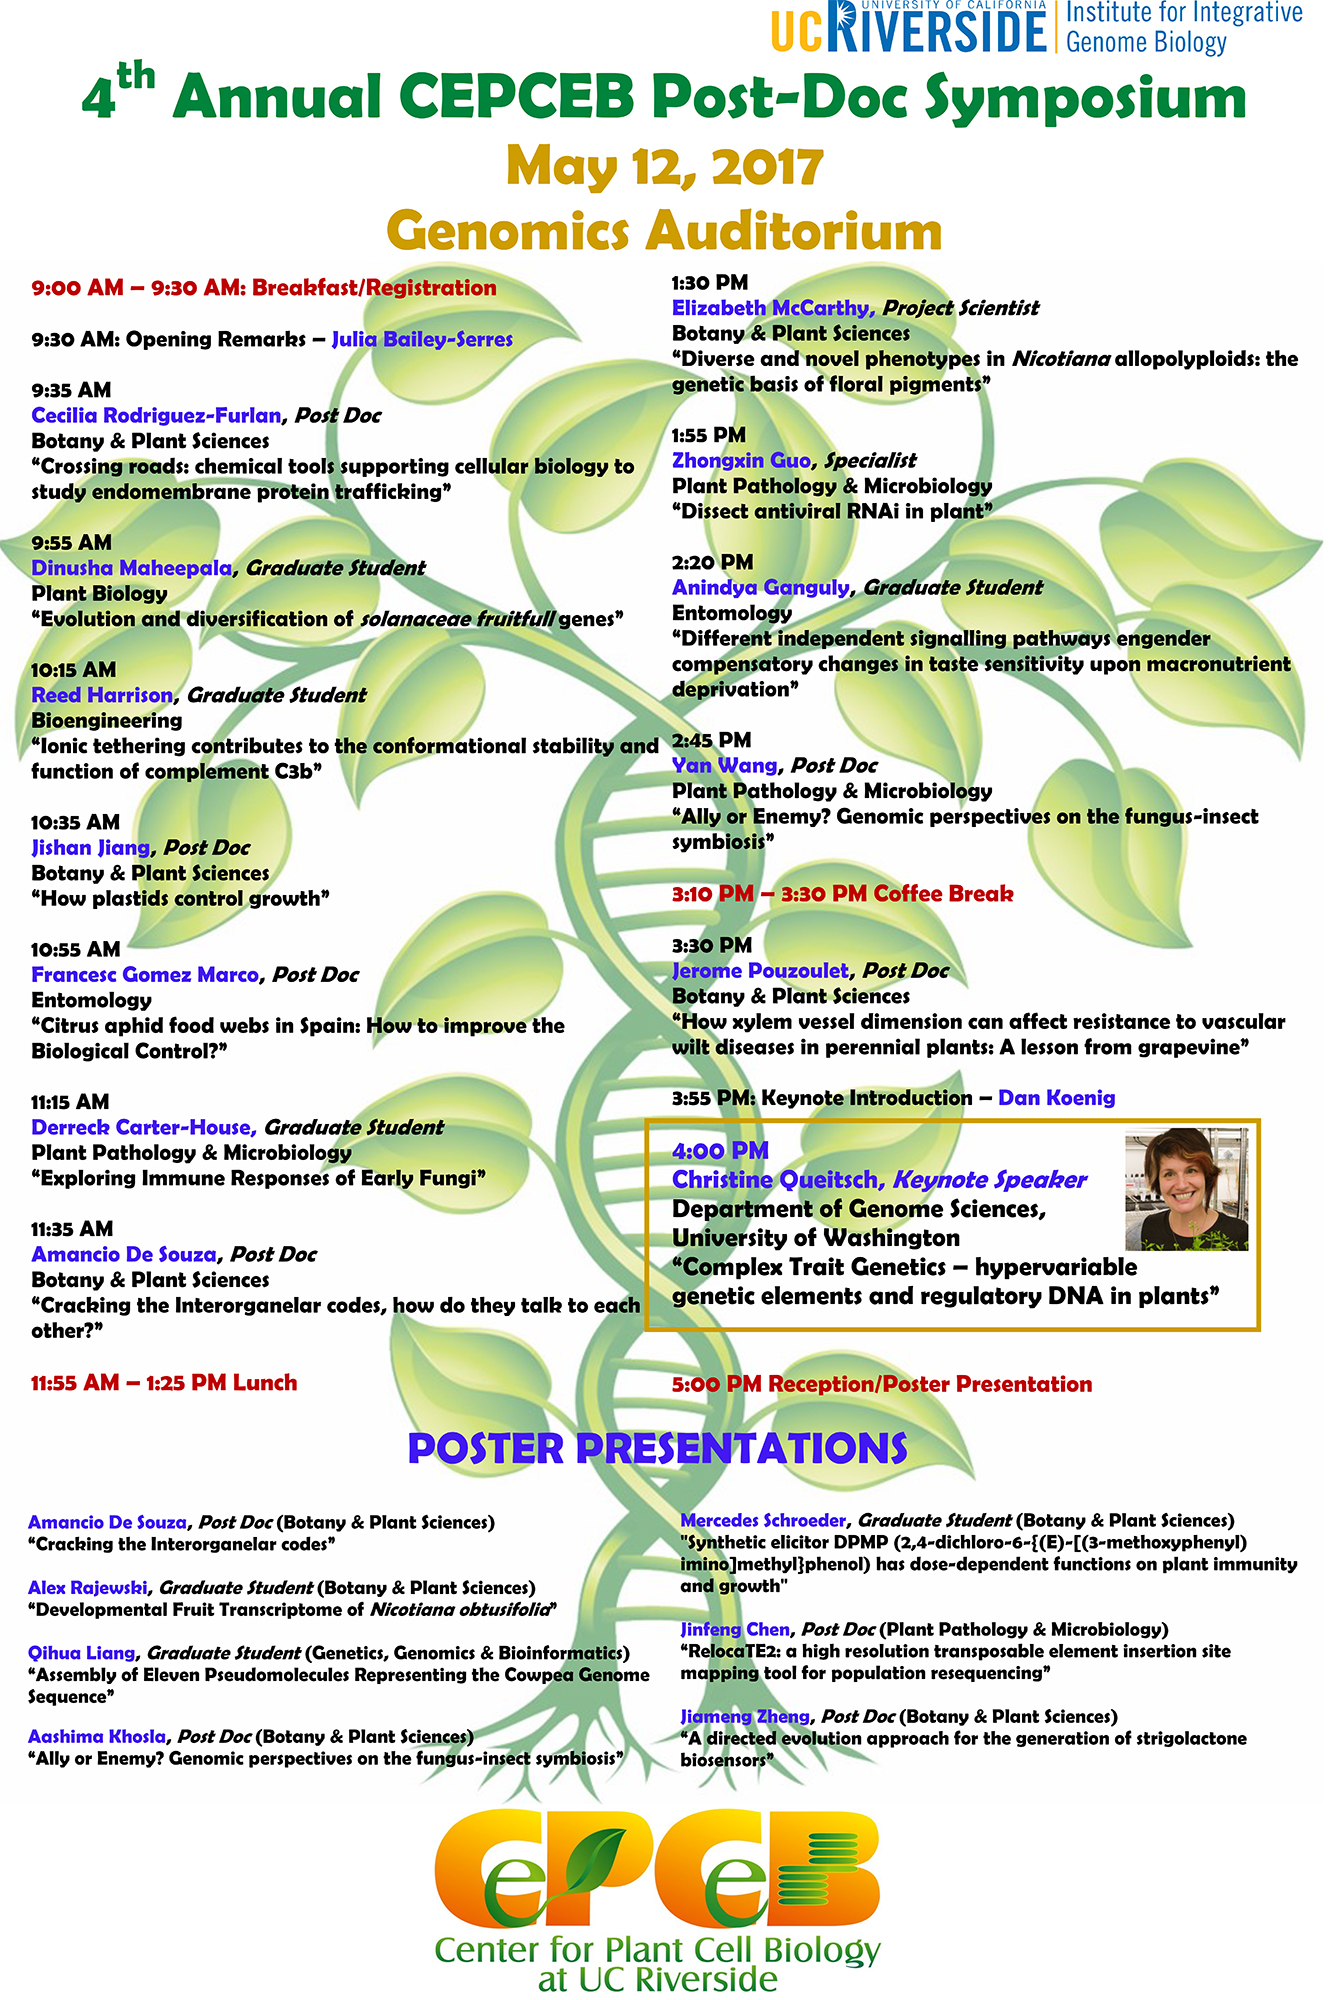 UNIVERSITY OF CALIFORNIA
UCRIVERSIDE
Institute for Integrative
Genome Biology
4th Annual CEPCEB Post-Doc Symposium
May 12, 2017
Genomics Auditorium
9:00 AM – 9:30 AM: Breakfast/Registration
9:30 AM: Opening Remarks – Julia Bailey-Serres
9:35 AM
Cecilia Rodriguez-Furlan, Post Doc
Botany & Plant Sciences
“Crossing roads: chemical tools supporting cellular biology to
study endomembrane protein trafficking”
9:55 AM
Dinusha Maheepala, Graduate Student
Plant Biology
“Evolution and diversification of solanaceae fruitfull genes”
10:15 AM
Reed Harrison, Graduate Student
Bioengineering
“Ionic tethering contributes to the conformational stability and
function of complement C3b”
10:35 AM
Jishan Jiang, Post Doc
Botany & Plant Sciences
“How plastids control growth”
10:55 AM
Francesc Gomez Marco, Post Doc
Entomology
“Citrus aphid food webs in Spain: How to improve the
Biological Control?”
11:15 AM
Derreck Carter-House, Graduate Student
Plant Pathology & Microbiology
“Exploring Immune Responses of Early Fungi”
11:35 AM
Amancio De Souza, Post Doc
Botany & Plant Sciences
“Cracking the Interorganelar codes, how do they talk to each
other?”
11:55 AM – 1:25 PM Lunch
1:30 PM
Elizabeth McCarthy, Project Scientist
Botany & Plant Sciences
“Diverse and novel phenotypes in Nicotiana allopolyploids: the
genetic basis of floral pigments”
1:55 PM
Zhongxin Guo, Specialist
Plant Pathology & Microbiology
“Dissect antiviral RNAi in plant”
2:20 PM
Anindya Ganguly, Graduate Student
Entomology
“Different independent signalling pathways engender
compensatory changes in taste sensitivity upon macronutrient
deprivation”
2:45 PM
Yan Wang, Post Doc
Plant Pathology & Microbiology
“Ally or Enemy? Genomic perspectives on the fungus-insect
symbiosis”
3:10 PM – 3:30 PM Coffee Break
3:30 PM
Jerome Pouzoulet, Post Doc
Botany & Plant Sciences
“How xylem vessel dimension can affect resistance to vascular
wilt diseases in perennial plants: A lesson from grapevine”
3:55 PM: Keynote Introduction – Dan Koenig
4:00 PM
Christine Queitsch, Keynote Speaker
Department of Genome Sciences,
University of Washington
“Complex Trait Genetics – hypervariable
genetic elements and regulatory DNA in plants”
5:00 PM Reception/Poster Presentation
POSTER PRESENTATIONS
Amancio De Souza, Post Doc (Botany & Plant Sciences)
“Cracking the Interorganelar codes”
Alex Rajewski, Graduate Student (Botany & Plant Sciences)
“Developmental Fruit Transcriptome of Nicotiana obtusifolia”
Qihua Liang, Graduate Student (Genetics, Genomics & Bioinformatics)
“Assembly of Eleven Pseudomolecules Representing the Cowpea Genome
Sequence”
Aashima Khosla, Post Doc (Botany & Plant Sciences)
“Ally or Enemy? Genomic perspectives on the fungus-insect symbiosis”
Mercedes Schroeder, Graduate Student (Botany & Plant Sciences)
"Synthetic elicitor DPMP (2,4-dichloro-6-{(E)-[(3-methoxyphenyl)
imino]methyl}phenol) has dose-dependent functions on plant immunity
and growth"
Jinfeng Chen, Post Doc (Plant Pathology & Microbiology)
“RelocaTE2: a high resolution transposable element insertion site
mapping tool for population resequencing”
Jiameng Zheng, Post Doc (Botany & Plant Sciences)
“A directed evolution approach for the generation of strigolactone
biosensors”
CePCeB
Center for Plant Cell Biology
at UC Riverside